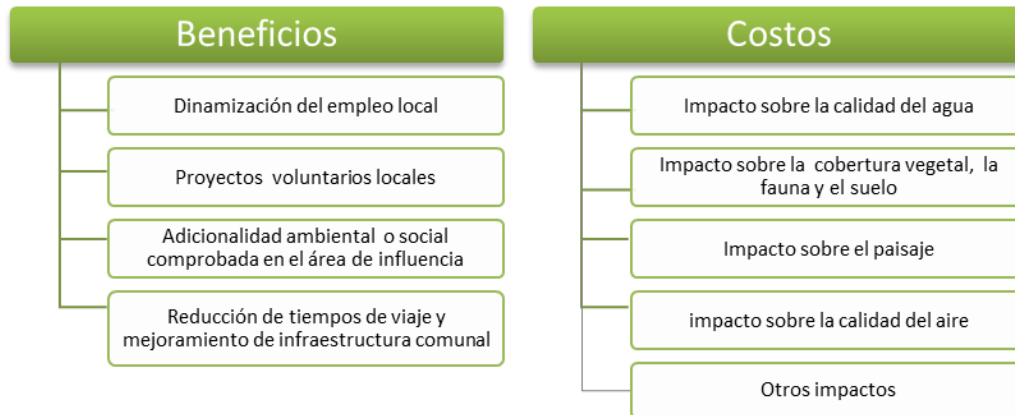 Beneficios
Dinamización del empleo local
Proyectos voluntarios locales
Adicionalidad ambiental o social
comprobada en el área de influencia
Reducción de tiempos de viaje y
mejoramiento de infraestructura comunal
Costos
Impacto sobre la calidad del agua
Impacto sobre la cobertura vegetal, la
fauna y el suelo
Impacto sobre el paisaje
impacto sobre la calidad del aire
Otros impactos